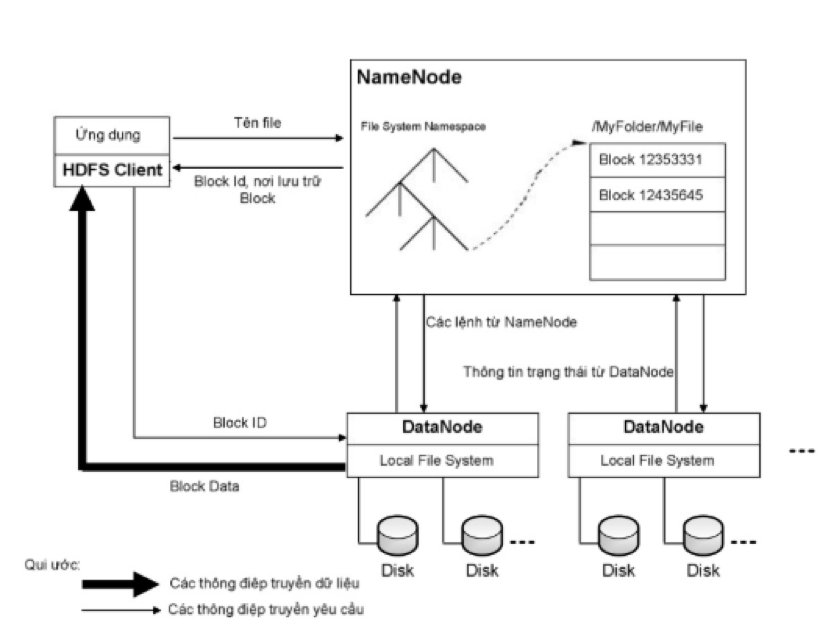 NameNode
Ứng dụng
HDFS Client
Tên file
Block Id, nơi lưu trữ
Block
File System Namespace
/MyFolder/MyFile
Block 12353331
Block 12435645
Các lệnh từ NameNode
Thông tin trạng thái từ DataNode
Block ID
Block Data
DataNode
Local File System
DataNode
Local File System
Disk
Disk
Disk
Disk
Qui ước:
Các thông điệp truyền dữ liệu
Các thông điệp truyền yêu cầu